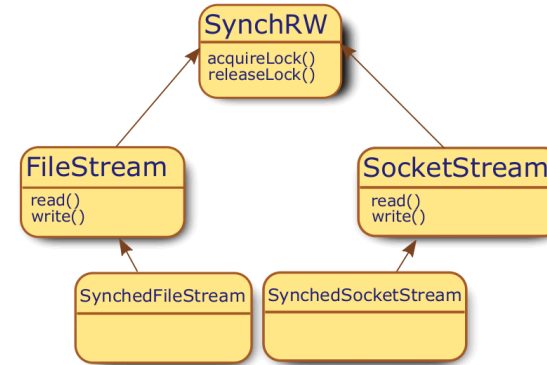 SynchRW
acquireLock()
releaseLock()
FileStream
read()
write()
SocketStream
read()
write()
SynchedFileStream
SynchedSocketStream